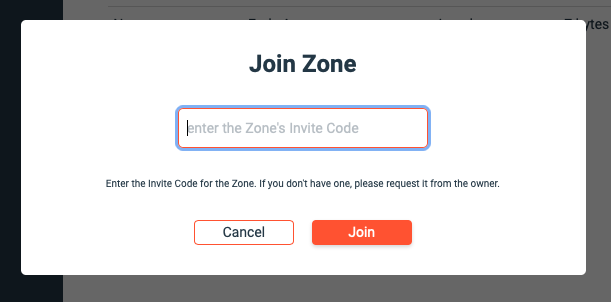 Join Zone
enter the Zone's Invite Code
Enter the Invite Code for the Zone. If you don't have one, please request it from the owner.
Cancel
Join